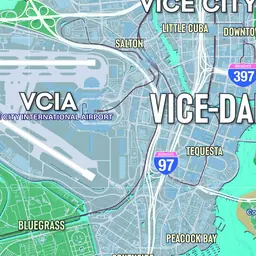 VICE CITY
LITTLE CUBA
DOWNTO
SALTON
397
VCIA
CITY INTERNATIONAL AIRPORT
VICE-DA
TEQUESTA
97
BLUEGRASS
PEACOCK BAY